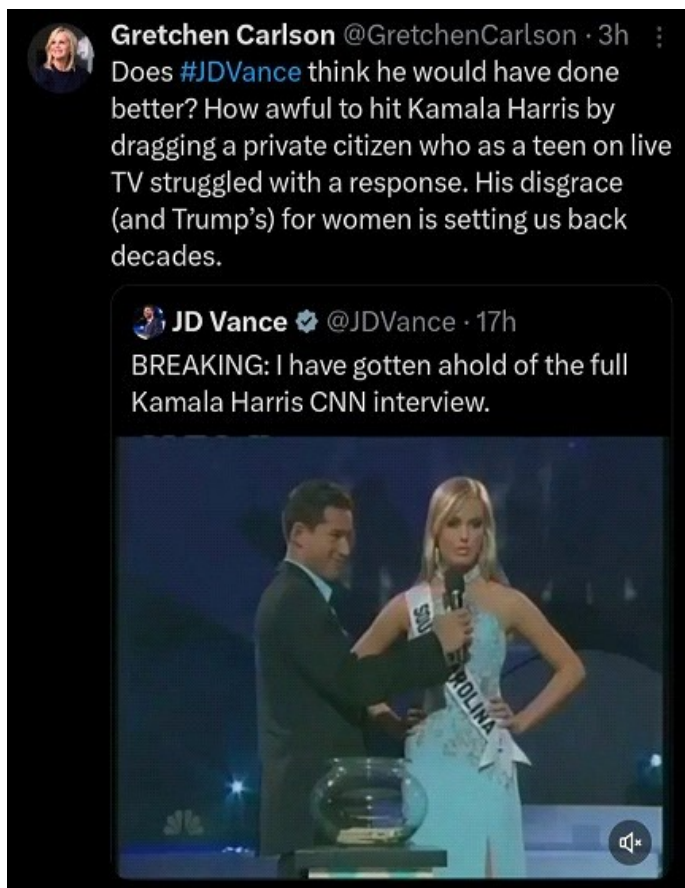 Gretchen Carlson @GretchenCarlson · 3h
Does #JDVance think he would have done
better? How awful to hit Kamala Harris by
dragging a private citizen who as a teen on live
TV struggled with a response. His disgrace
(and Trump’s) for women is setting us back
decades.
JD Vance @JDVance · 17h
BREAKING: I have gotten ahold of the full
Kamala Harris CNN interview.
SOU
ROLINA